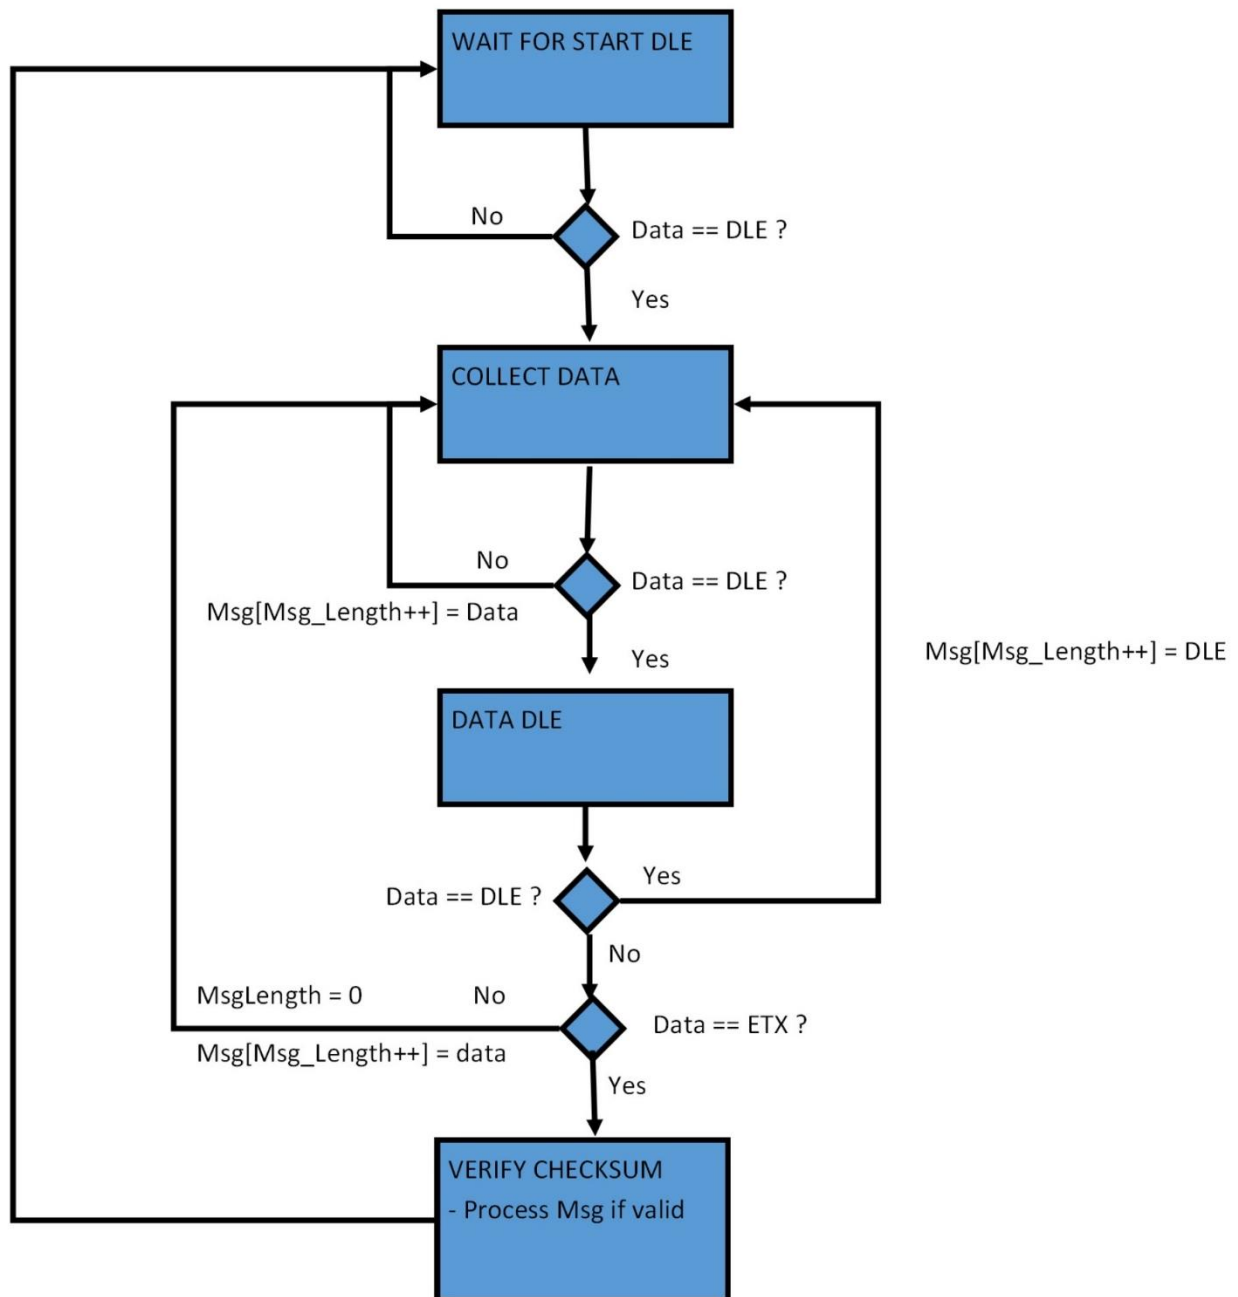 WAIT FOR START DLE
No
Data == DLE ?
Yes
COLLECT DATA
No
Data == DLE ?
Msg[Msg_Length++] = Data
Yes
Msg[Msg_Length++] = DLE
DATA DLE
Yes
Data == DLE ?
No
MsgLength = 0
No
Data == ETX ?
Msg[Msg_Length++] = data
Yes
VERIFY CHECKSUM
- Process Msg if valid